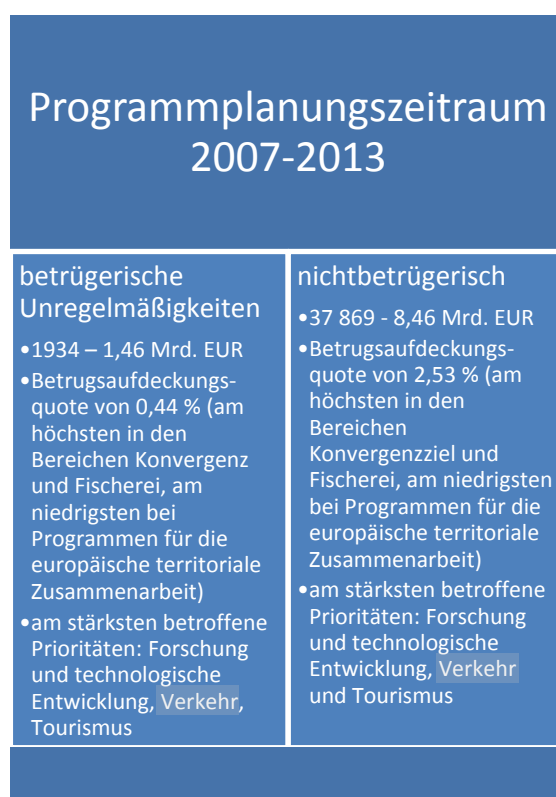 Programmplanungszeitraum
2007-2013
betrügerische
Unregelmäßigkeiten
•1934 – 1,46 Mrd. EUR
•Betrugsaufdeckungs-
quote von 0,44 % (am
höchsten in den
Bereichen Konvergenz
und Fischerei, am
niedrigsten bei
Programmen für die
europäische territoriale
Zusammenarbeit)
•am stärksten betroffene
Prioritäten: Forschung
und technologische
Entwicklung, Verkehr,
Tourismus
nichtbetrügerisch
•37 869 - 8,46 Mrd. EUR
•Betrugsaufdeckungs-
quote von 2,53 % (am
höchsten in den
Bereichen
Konvergenzziel und
Fischerei, am niedrigsten
bei Programmen für die
europäische territoriale
Zusammenarbeit)
•am stärksten betroffene
Prioritäten: Forschung
und technologische
Entwicklung, Verkehr
und Tourismus